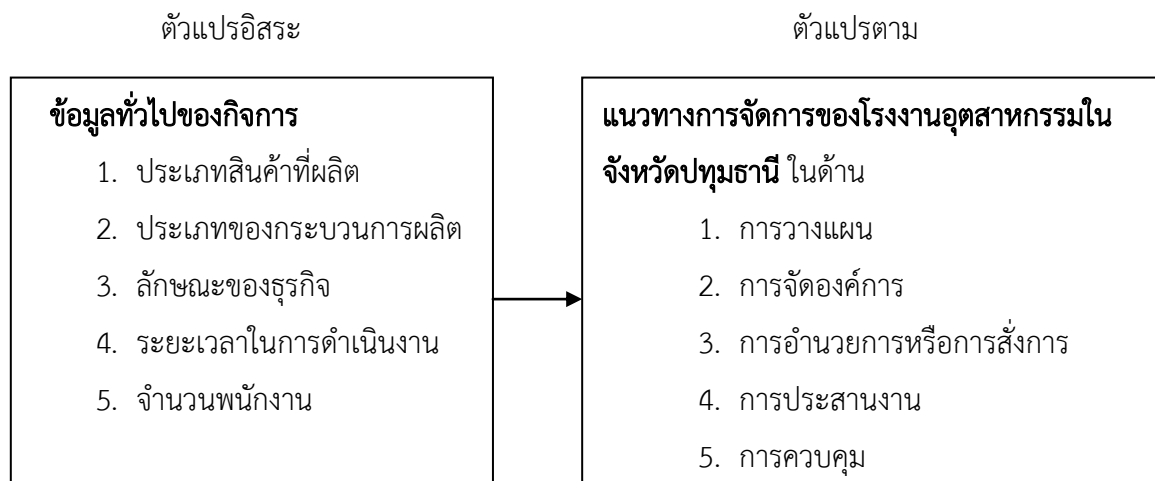 ตัวแปรอิสระ
ตัวแปรตาม
ข้อมูลทั่วไปของกิจการ
1. ประเภทสินค้าที่ผลิต
2. ประเภทของกระบวนการผลิต
3. ลักษณะของธุรกิจ
4. ระยะเวลาในการดำเนินงาน
5. จำนวนพนักงาน
แนวทางการจัดการของโรงงานอุตสาหกรรมใน
จังหวัดปทุมธานี ในด้าน
1. การวางแผน
2. การจัดองค์การ
3. การอำนวยการหรือการสั่งการ
4. การประสานงาน
5. การควบคุม